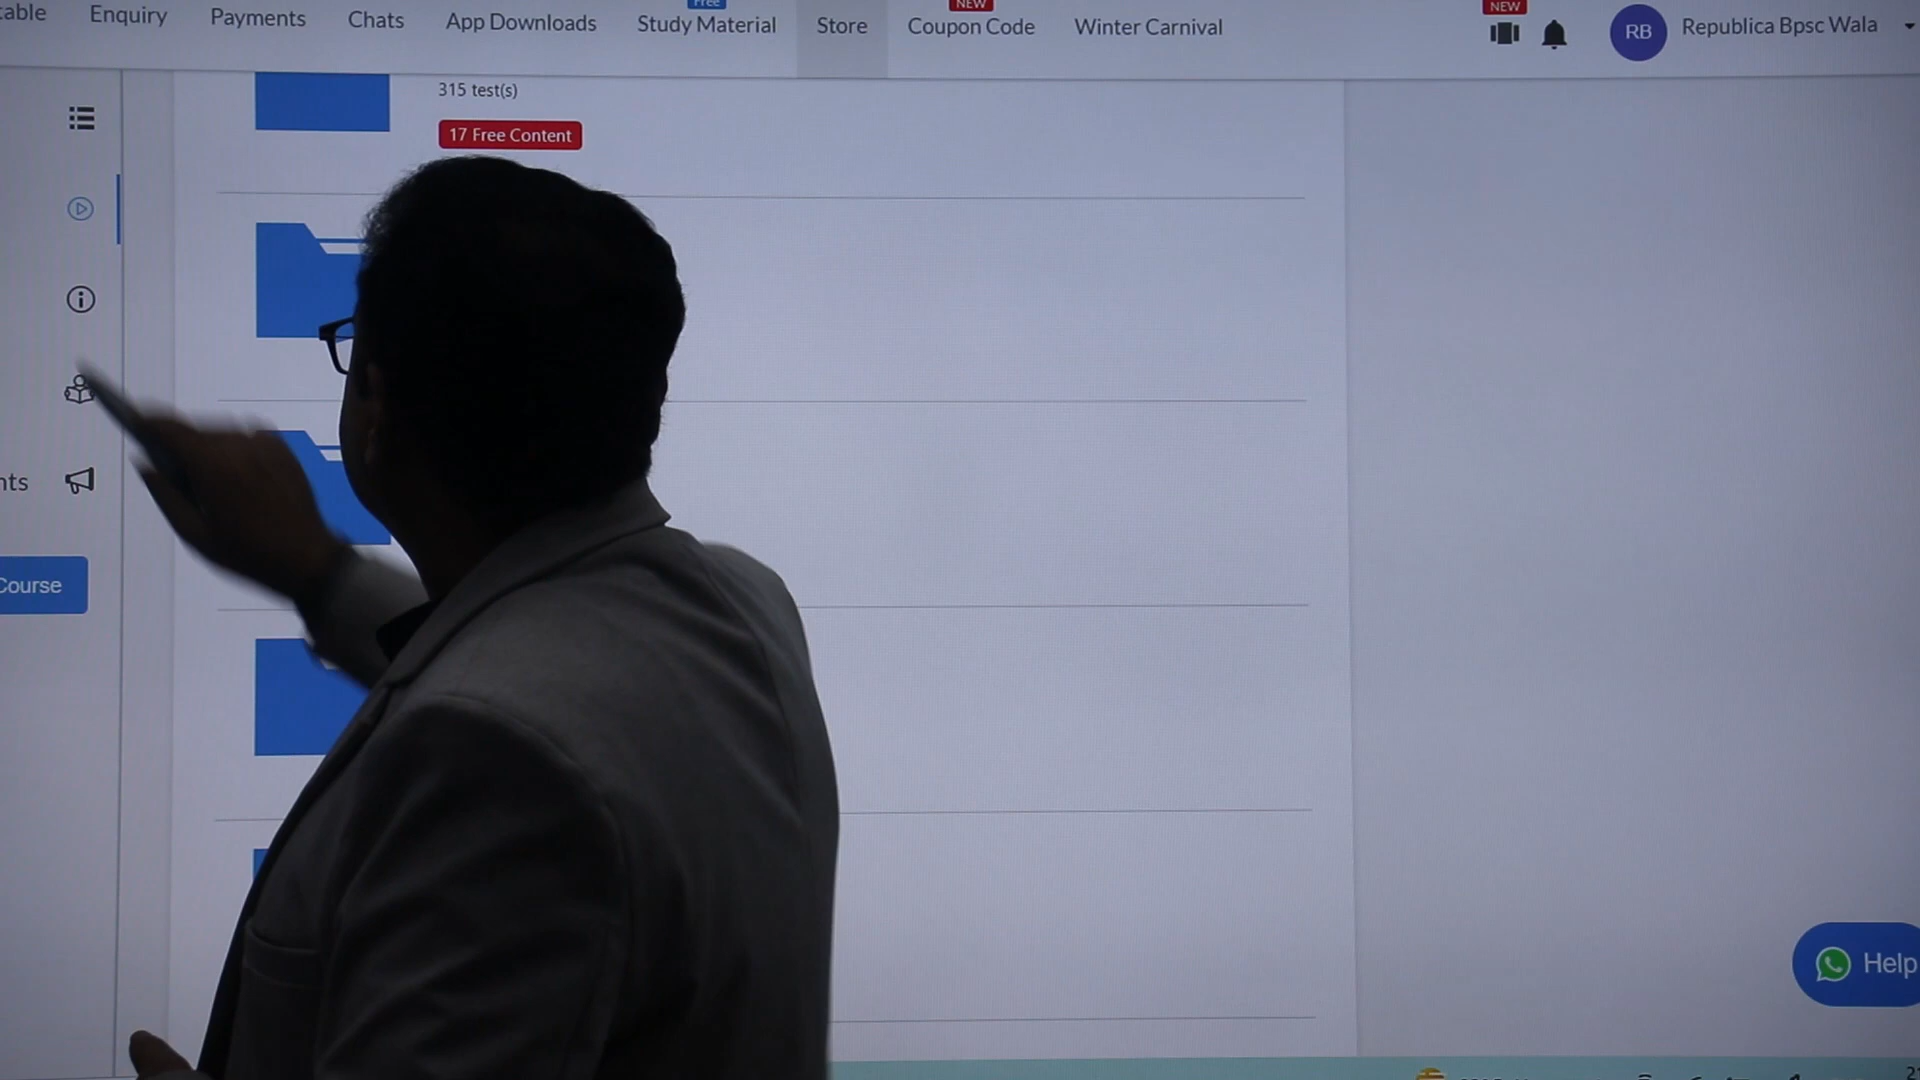 able Enquiry Payments Chats App Downloads Free Study Material Store NEW Coupon Code Winter Carnival NEW RB Republica Bpsc Wala
315 test(s)
17 Free Content
nts
Course
Help